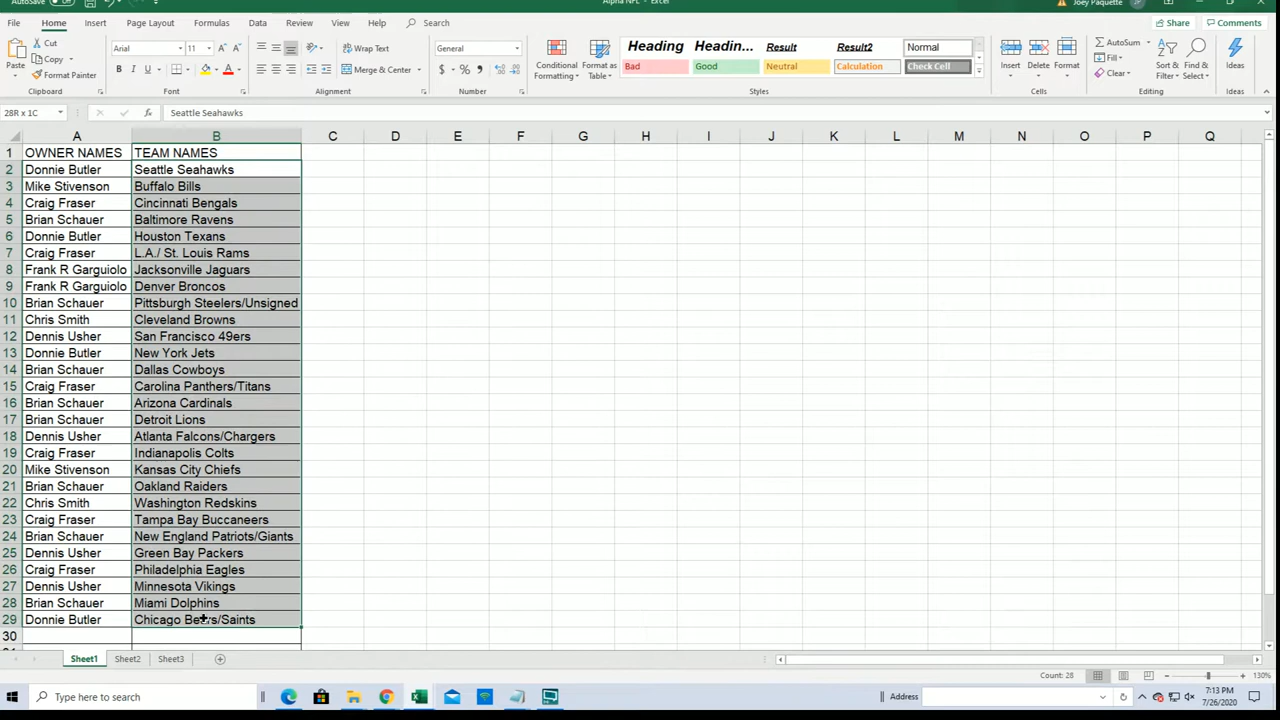 AutoSave Off
Alpha NFL - Excel
Joey Paquette JP
File Home Insert Page Layout Formulas Data Review View Help Search Share Comments
Paste Cut Copy Format Painter Clipboard
Arial 11 B I U Font
Wrap Text Merge & Center Alignment
General $ % Number
Conditional Formatting Format as Table
Heading Headin... Result Result2 Normal
Bad Good Neutral Calculation Check Cell
Styles
Insert Delete Format Cells
AutoSum Fill Clear Sort & Filter Find & Select Editing
Ideas Ideas
28R x 1C fx Seattle Seahawks
A B C D E F G H I J K L M N O P Q
1 OWNER NAMES TEAM NAMES
2 Donnie Butler Seattle Seahawks
3 Mike Stivenson Buffalo Bills
4 Craig Fraser Cincinnati Bengals
5 Brian Schauer Baltimore Ravens
6 Donnie Butler Houston Texans
7 Craig Fraser L.A./ St. Louis Rams
8 Frank R Garguiolo Jacksonville Jaguars
9 Frank R Garguiolo Denver Broncos
10 Brian Schauer Pittsburgh Steelers/Unsigned
11 Chris Smith Cleveland Browns
12 Dennis Usher San Francisco 49ers
13 Donnie Butler New York Jets
14 Brian Schauer Dallas Cowboys
15 Craig Fraser Carolina Panthers/Titans
16 Brian Schauer Arizona Cardinals
17 Brian Schauer Detroit Lions
18 Dennis Usher Atlanta Falcons/Chargers
19 Craig Fraser Indianapolis Colts
20 Mike Stivenson Kansas City Chiefs
21 Brian Schauer Oakland Raiders
22 Chris Smith Washington Redskins
23 Craig Fraser Tampa Bay Buccaneers
24 Brian Schauer New England Patriots/Giants
25 Dennis Usher Green Bay Packers
26 Craig Fraser Philadelphia Eagles
27 Dennis Usher Minnesota Vikings
28 Brian Schauer Miami Dolphins
29 Donnie Butler Chicago Bears/Saints
30
Sheet1 Sheet2 Sheet3
Count: 28 130%
Type here to search Address 7:13 PM
7/26/2020